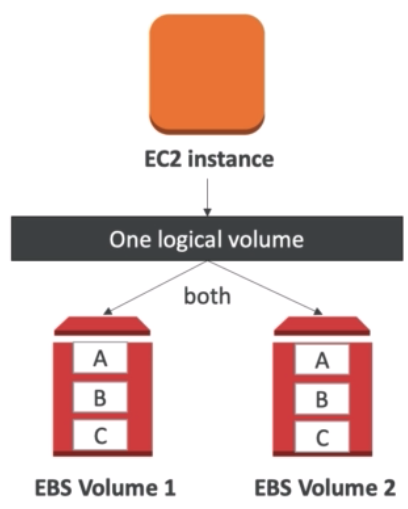 EC2 instance
One logical volume
both
A
B
C
A
B
C
EBS Volume 1
EBS Volume 2